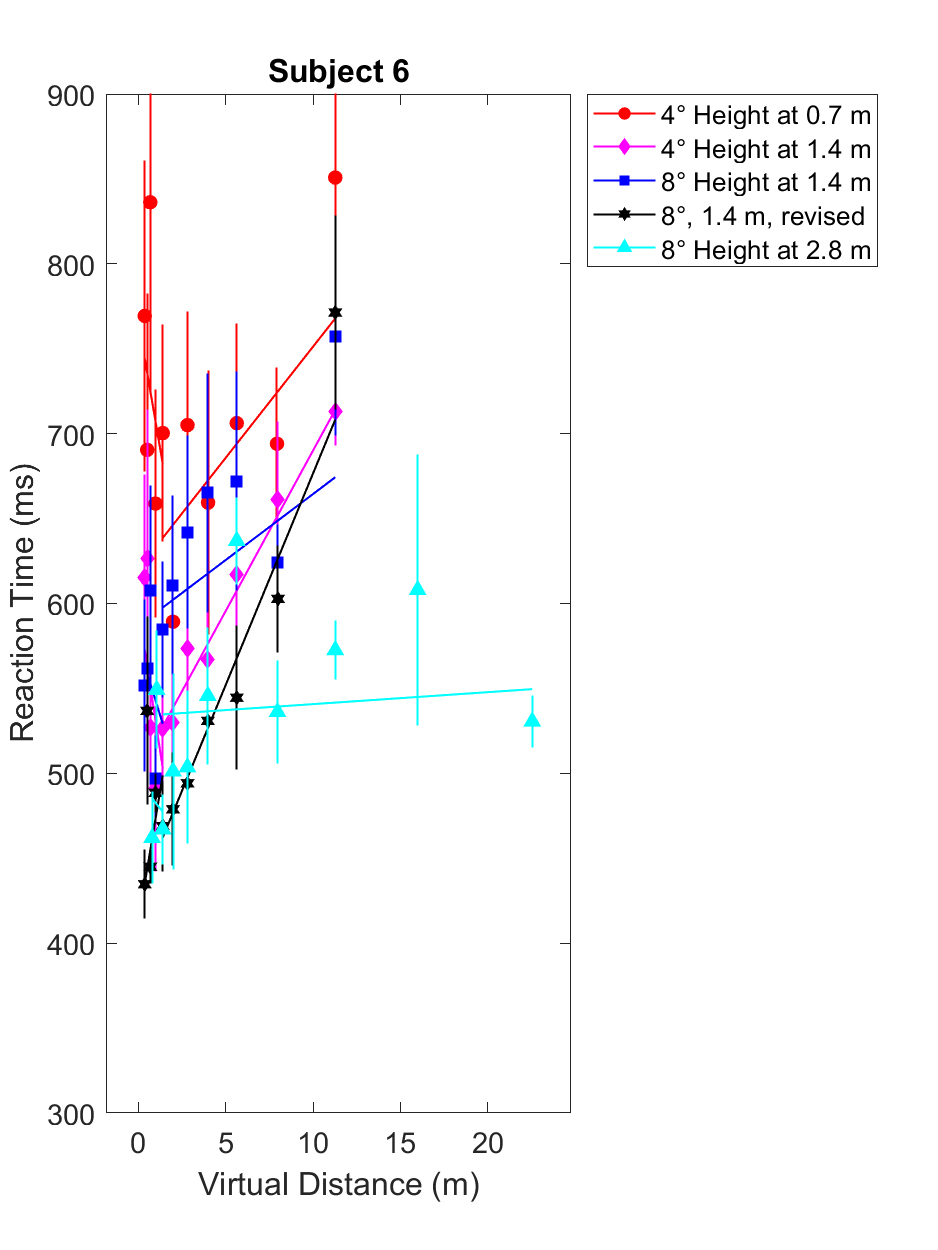 Subject 6
900
800
700
600
500
400
300
0 5 10 15 20
Reaction Time (ms)
Virtual Distance (m)
4° Height at 0.7 m
4° Height at 1.4 m
8° Height at 1.4 m
8°, 1.4 m, revised
8° Height at 2.8 m